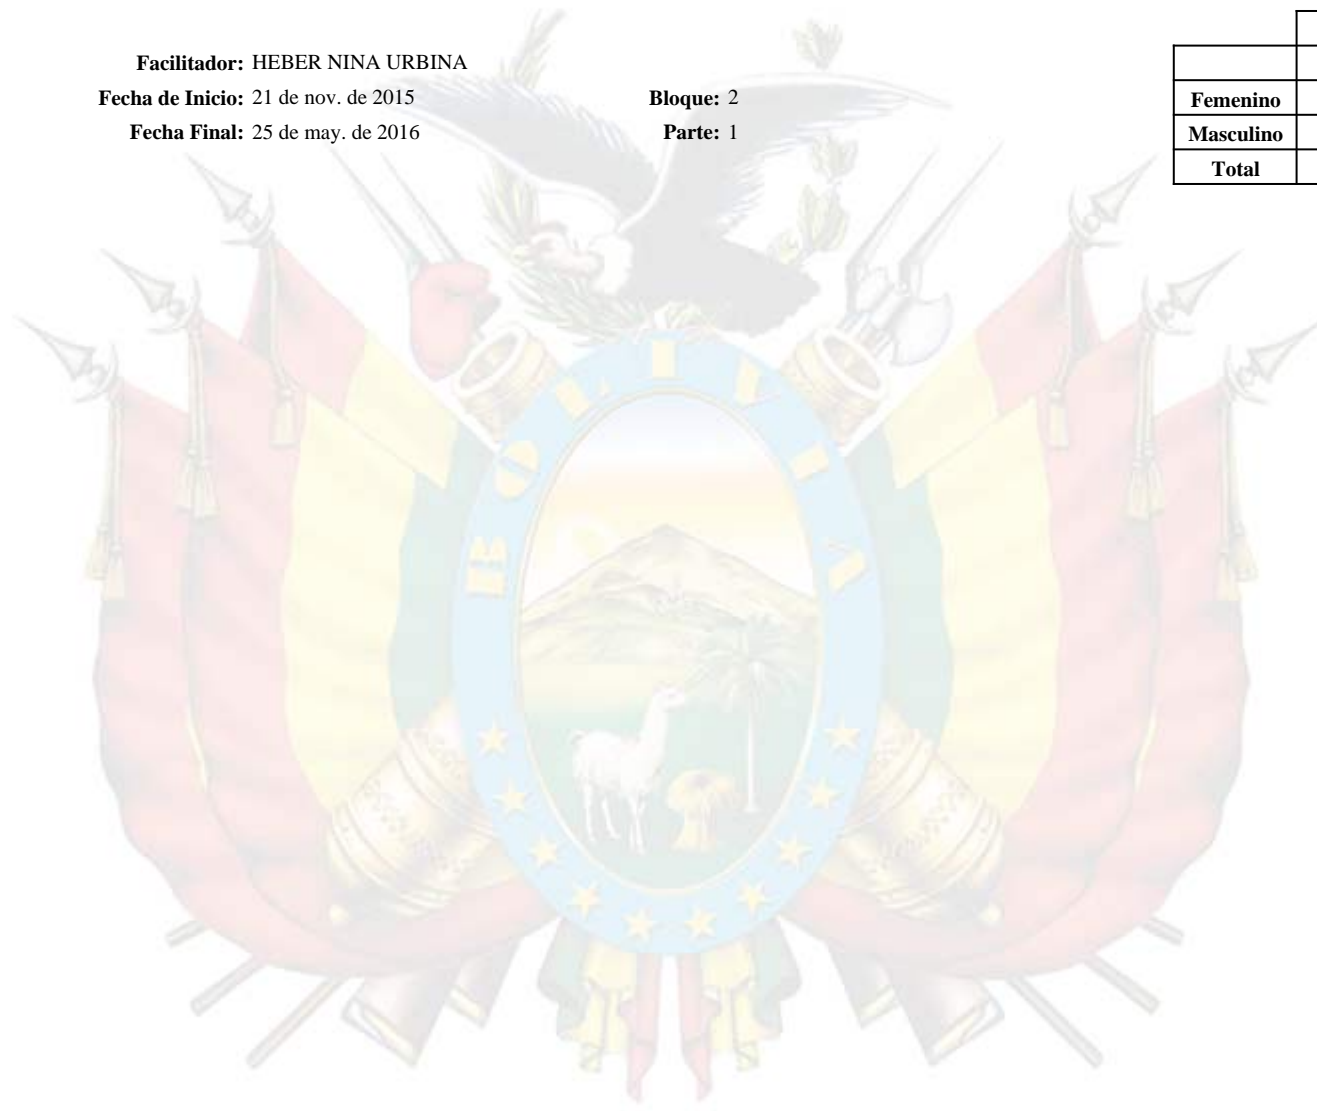 Facilitador: HEBER NINA URBINA
Fecha de Inicio: 21 de nov. de 2015 Bloque: 2
Fecha Final: 25 de may. de 2016 Parte: 1
Femenino
Masculino
Total
BOLIVIA